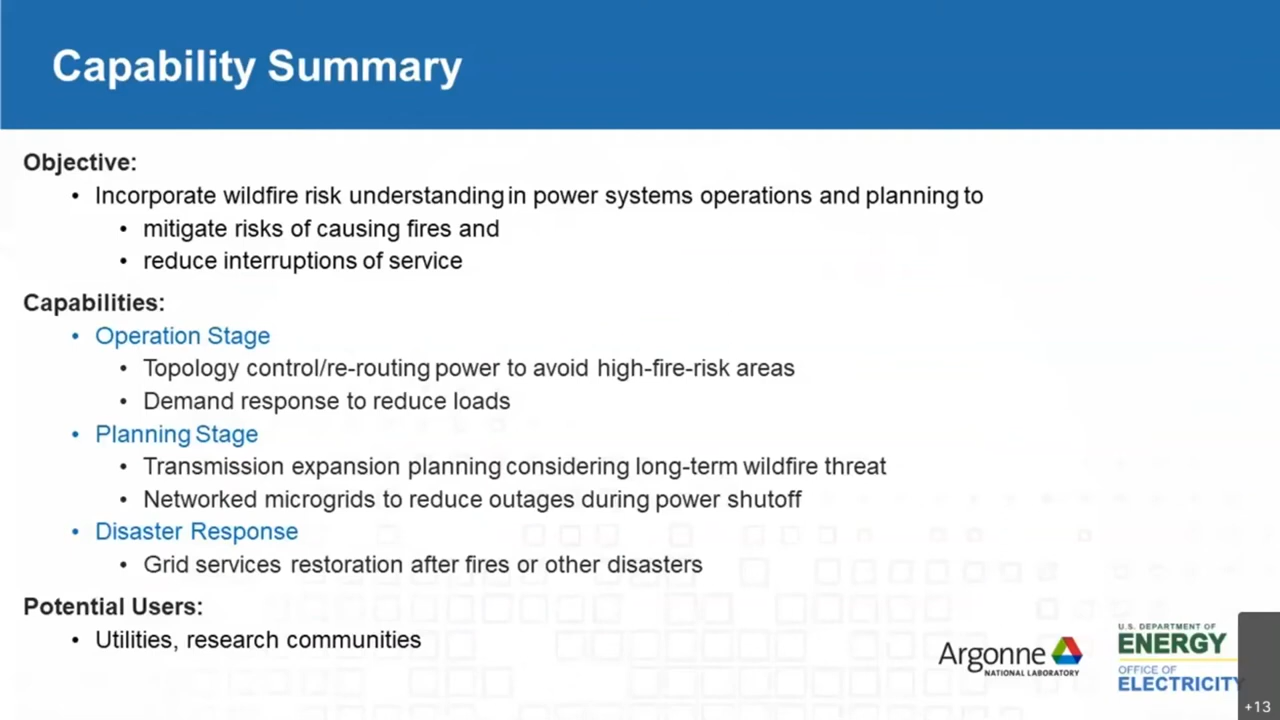 Capability Summary
Objective:
• Incorporate wildfire risk understanding in power systems operations and planning to
• mitigate risks of causing fires and
• reduce interruptions of service
Capabilities:
• Operation Stage
• Topology control/re-routing power to avoid high-fire-risk areas
• Demand response to reduce loads
• Planning Stage
• Transmission expansion planning considering long-term wildfire threat
• Networked microgrids to reduce outages during power shutoff
• Disaster Response
• Grid services restoration after fires or other disasters
Potential Users:
• Utilities, research communities
Argonne
NATIONAL LABORATORY
U.S. DEPARTMENT OF
ENERGY
OFFICE OF
ELECTRICITY
+13